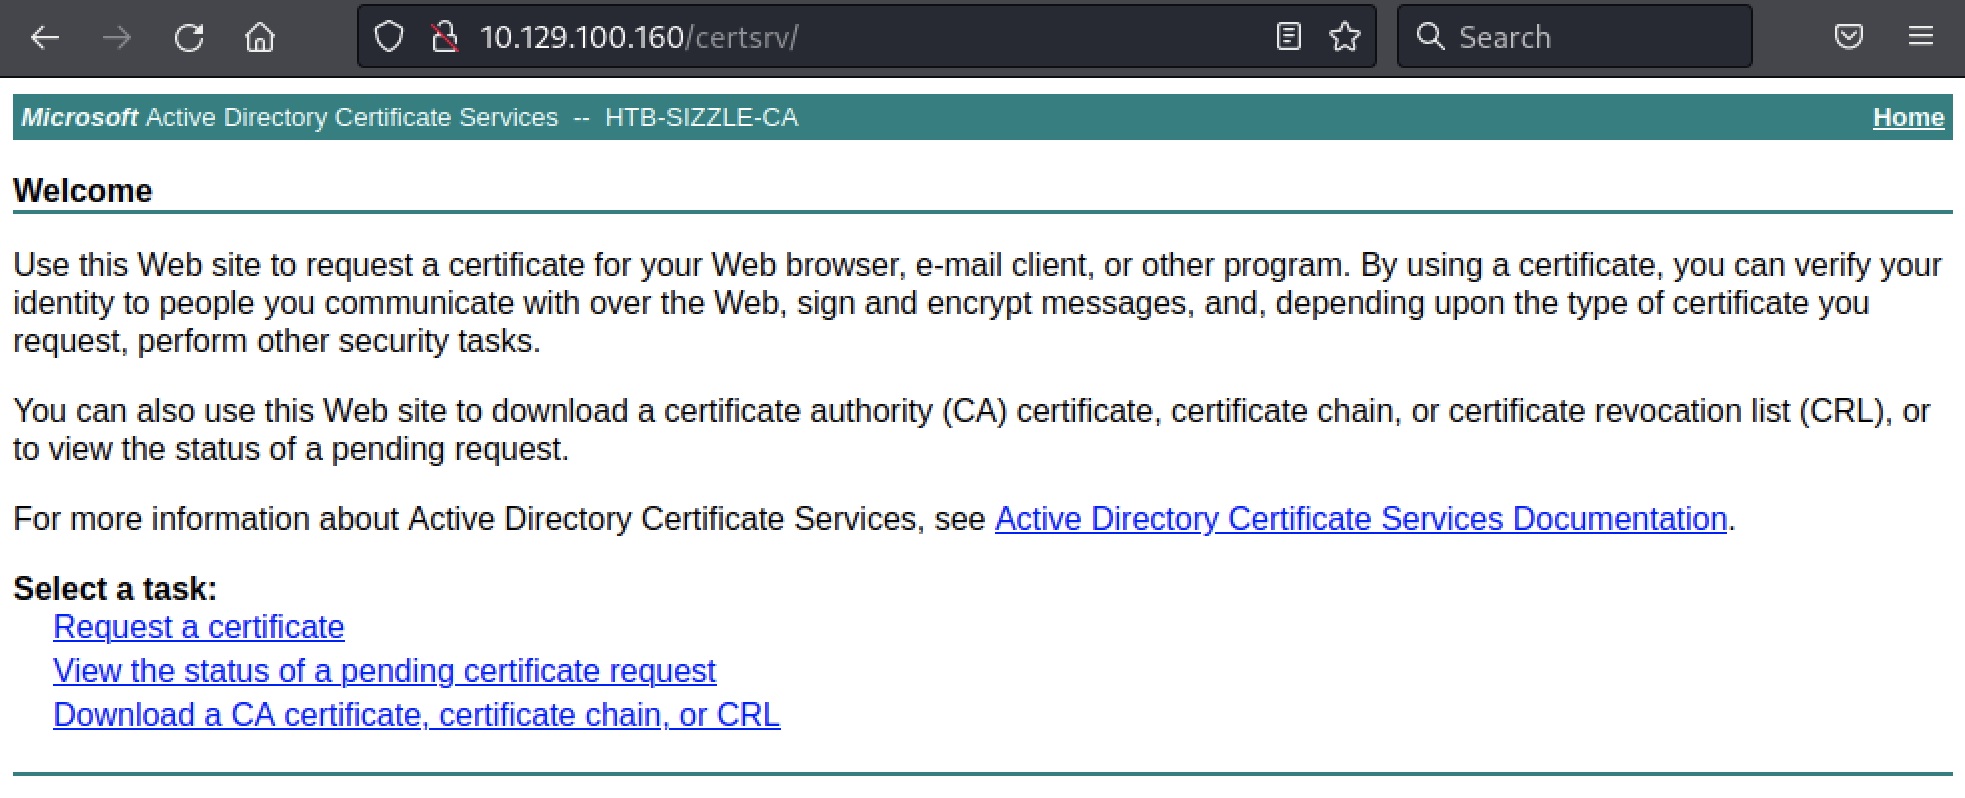 10.129.100.160/certsrv/
Search
Microsoft Active Directory Certificate Services -- HTB-SIZZLE-CA
Home
Welcome
Use this Web site to request a certificate for your Web browser, e-mail client, or other program. By using a certificate, you can verify your
identity to people you communicate with over the Web, sign and encrypt messages, and, depending upon the type of certificate you
request, perform other security tasks.
You can also use this Web site to download a certificate authority (CA) certificate, certificate chain, or certificate revocation list (CRL), or
to view the status of a pending request.
For more information about Active Directory Certificate Services, see Active Directory Certificate Services Documentation.
Select a task:
Request a certificate
View the status of a pending certificate request
Download a CA certificate, certificate chain, or CRL